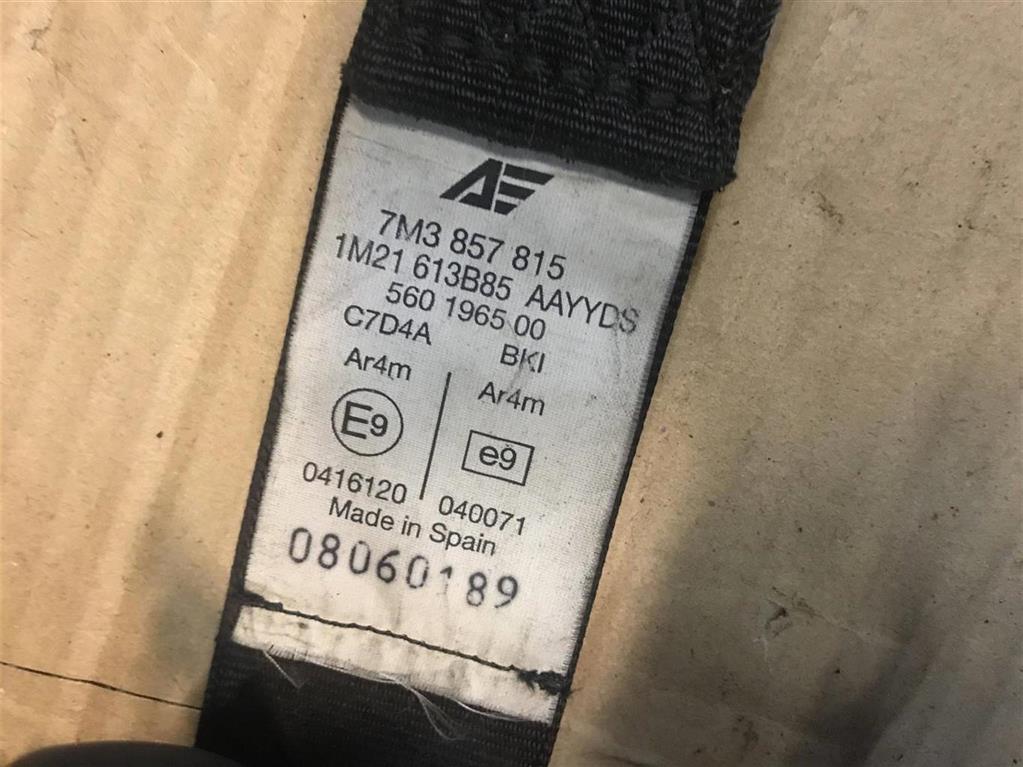 AE
7M3 857 815
1M21 613B85 AAYYDS
560 1965 00
C7D4A BKI
Ar4m Ar4m
E9 e9
0416120 040071
Made in Spain
08060189